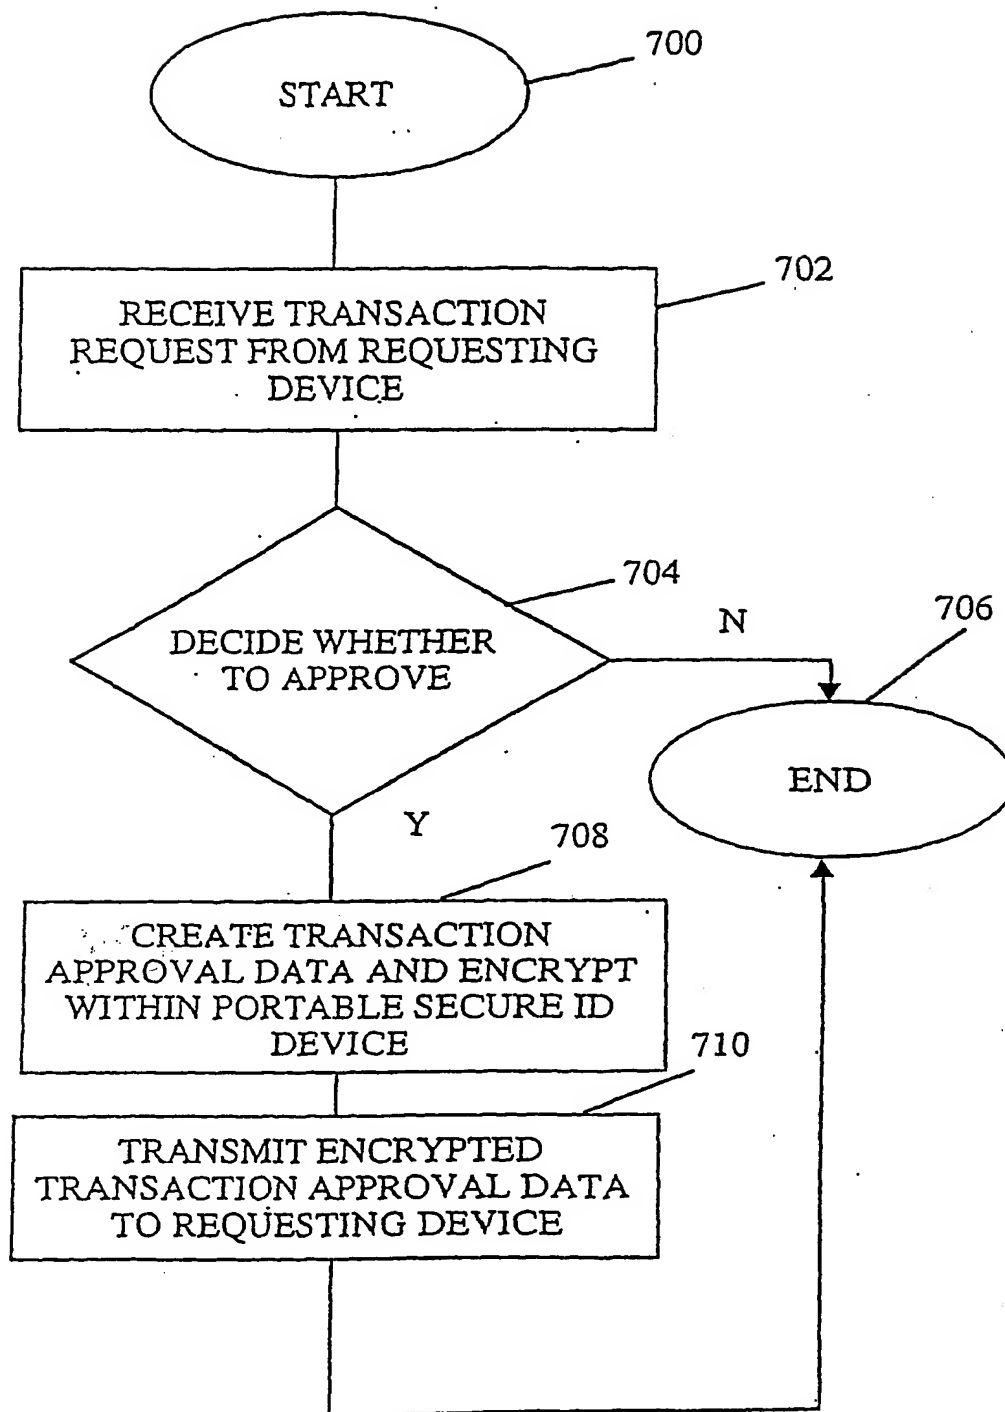 700
START
702
RECEIVE TRANSACTION
REQUEST FROM REQUESTING
DEVICE
704
DECIDE WHETHER
TO APPROVE
N
706
END
Y
708
CREATE TRANSACTION
APPROVAL DATA AND ENCRYPT
WITHIN PORTABLE SECURE ID
DEVICE
710
TRANSMIT ENCRYPTED
TRANSACTION APPROVAL DATA
TO REQUESTING DEVICE